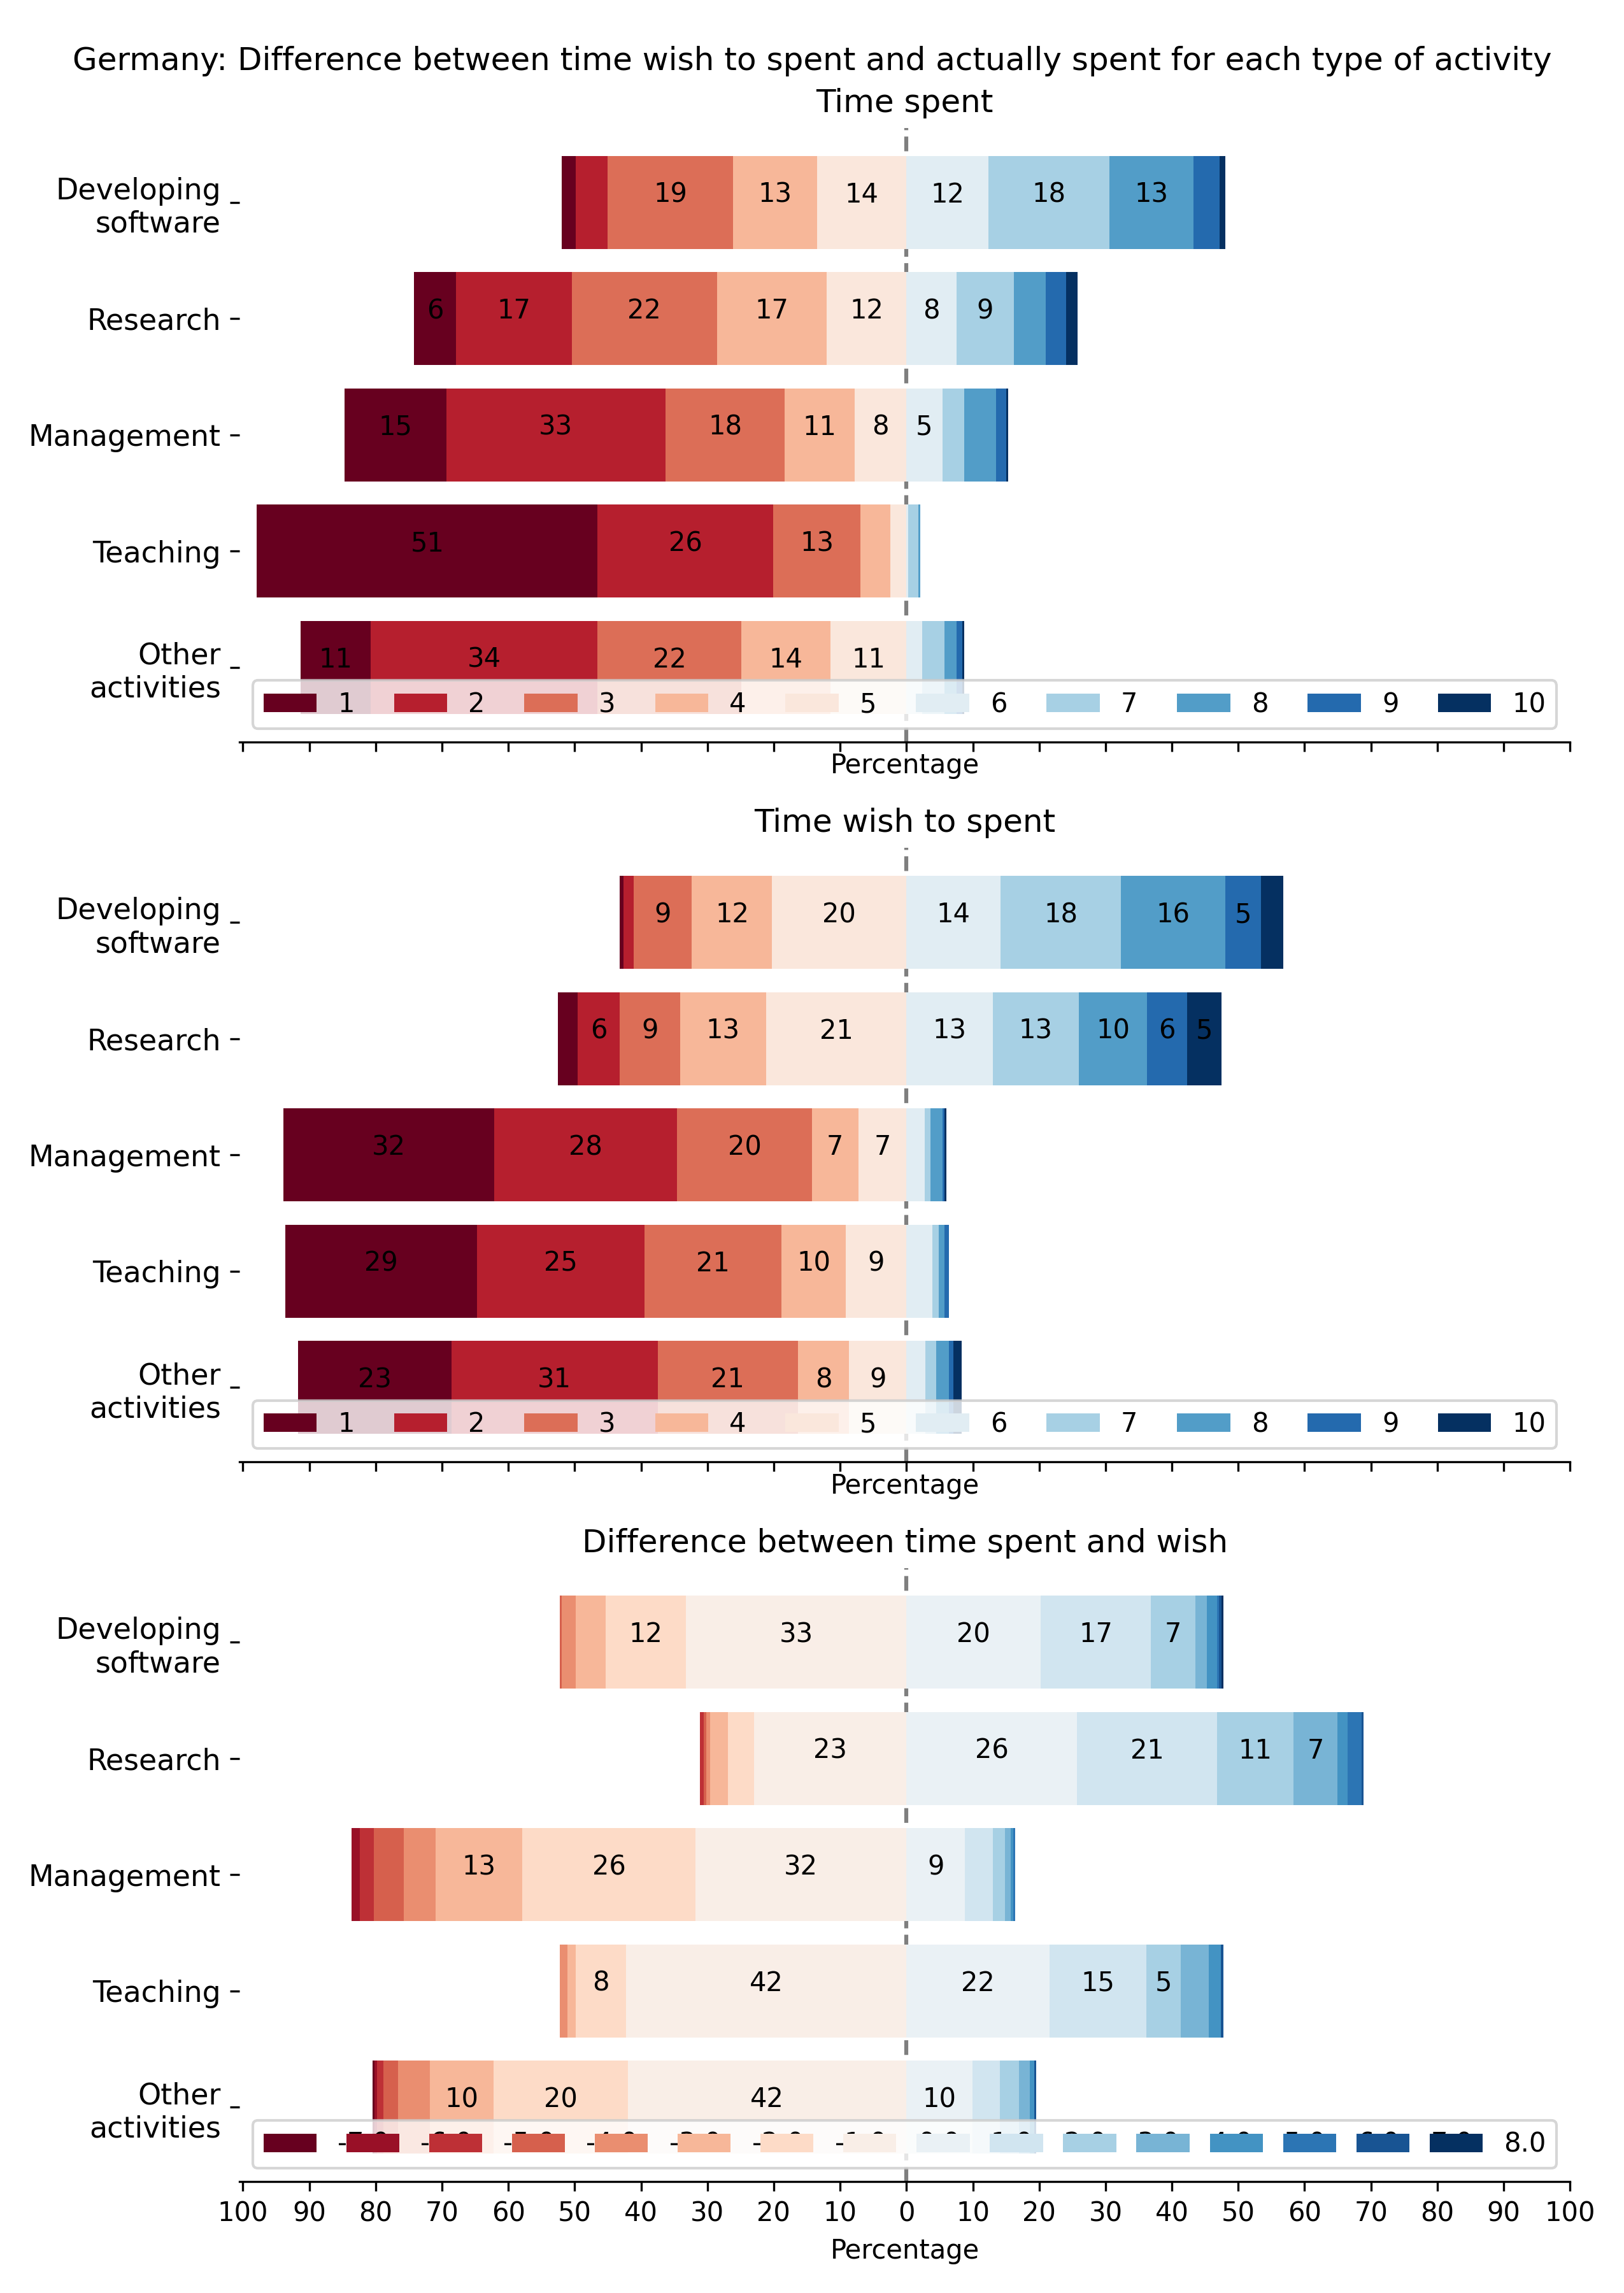 Germany: Difference between time wish to spent and actually spent for each type of activity
Time spent
Developing
software
19 13 14 12 18 13
Research
6 17 22 17 12 8 9
Management
15 33 18 11 8 5
Teaching
51 26 13
Other
activities
11 34 22 14 11
1 2 3 4 5 6 7 8 9 10
Percentage
Time wish to spent
Developing
software
9 12 20 14 18 16 5
Research
6 9 13 21 13 13 10 6 5
Management
32 28 20 7 7
Teaching
29 25 21 10 9
Other
activities
23 31 21 8 9
1 2 3 4 5 6 7 8 9 10
Percentage
Difference between time spent and wish
Developing
software
12 33 20 17 7
Research
23 26 21 11 7
Management
13 26 32 9
Teaching
8 42 22 15 5
Other
activities
10 20 42 10
8.0
100 90 80 70 60 50 40 30 20 10 0 10 20 30 40 50 60 70 80 90 100
Percentage